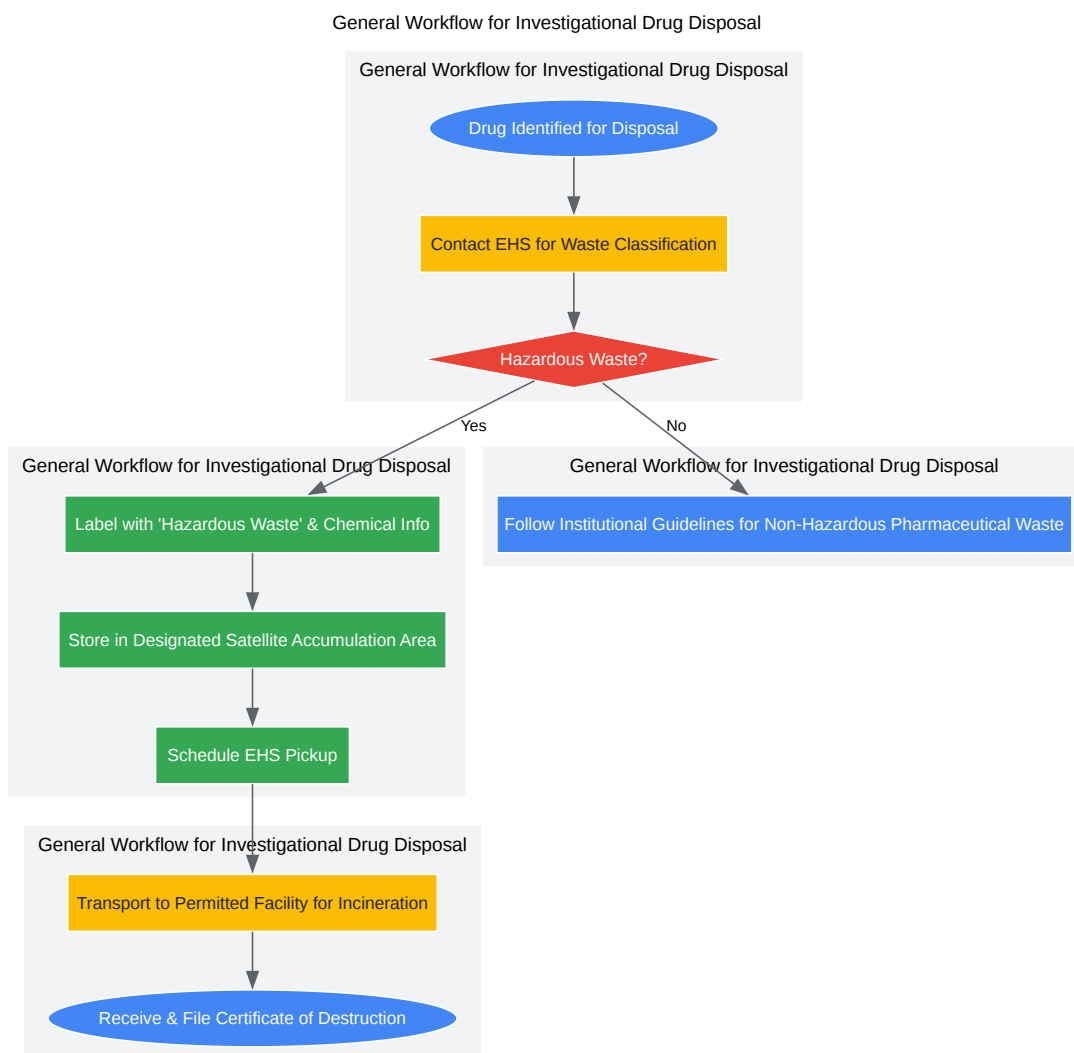 General Workflow for Investigational Drug Disposal
General Workflow for Investigational Drug Disposal
Drug Identified for Disposal
Contact EHS for Waste Classification
Hazardous Waste?
Yes
No
General Workflow for Investigational Drug Disposal
Label with 'Hazardous Waste' & Chemical Info
Store in Designated Satellite Accumulation Area
Schedule EHS Pickup
General Workflow for Investigational Drug Disposal
Follow Institutional Guidelines for Non-Hazardous Pharmaceutical Waste
General Workflow for Investigational Drug Disposal
Transport to Permitted Facility for Incineration
Receive & File Certificate of Destruction